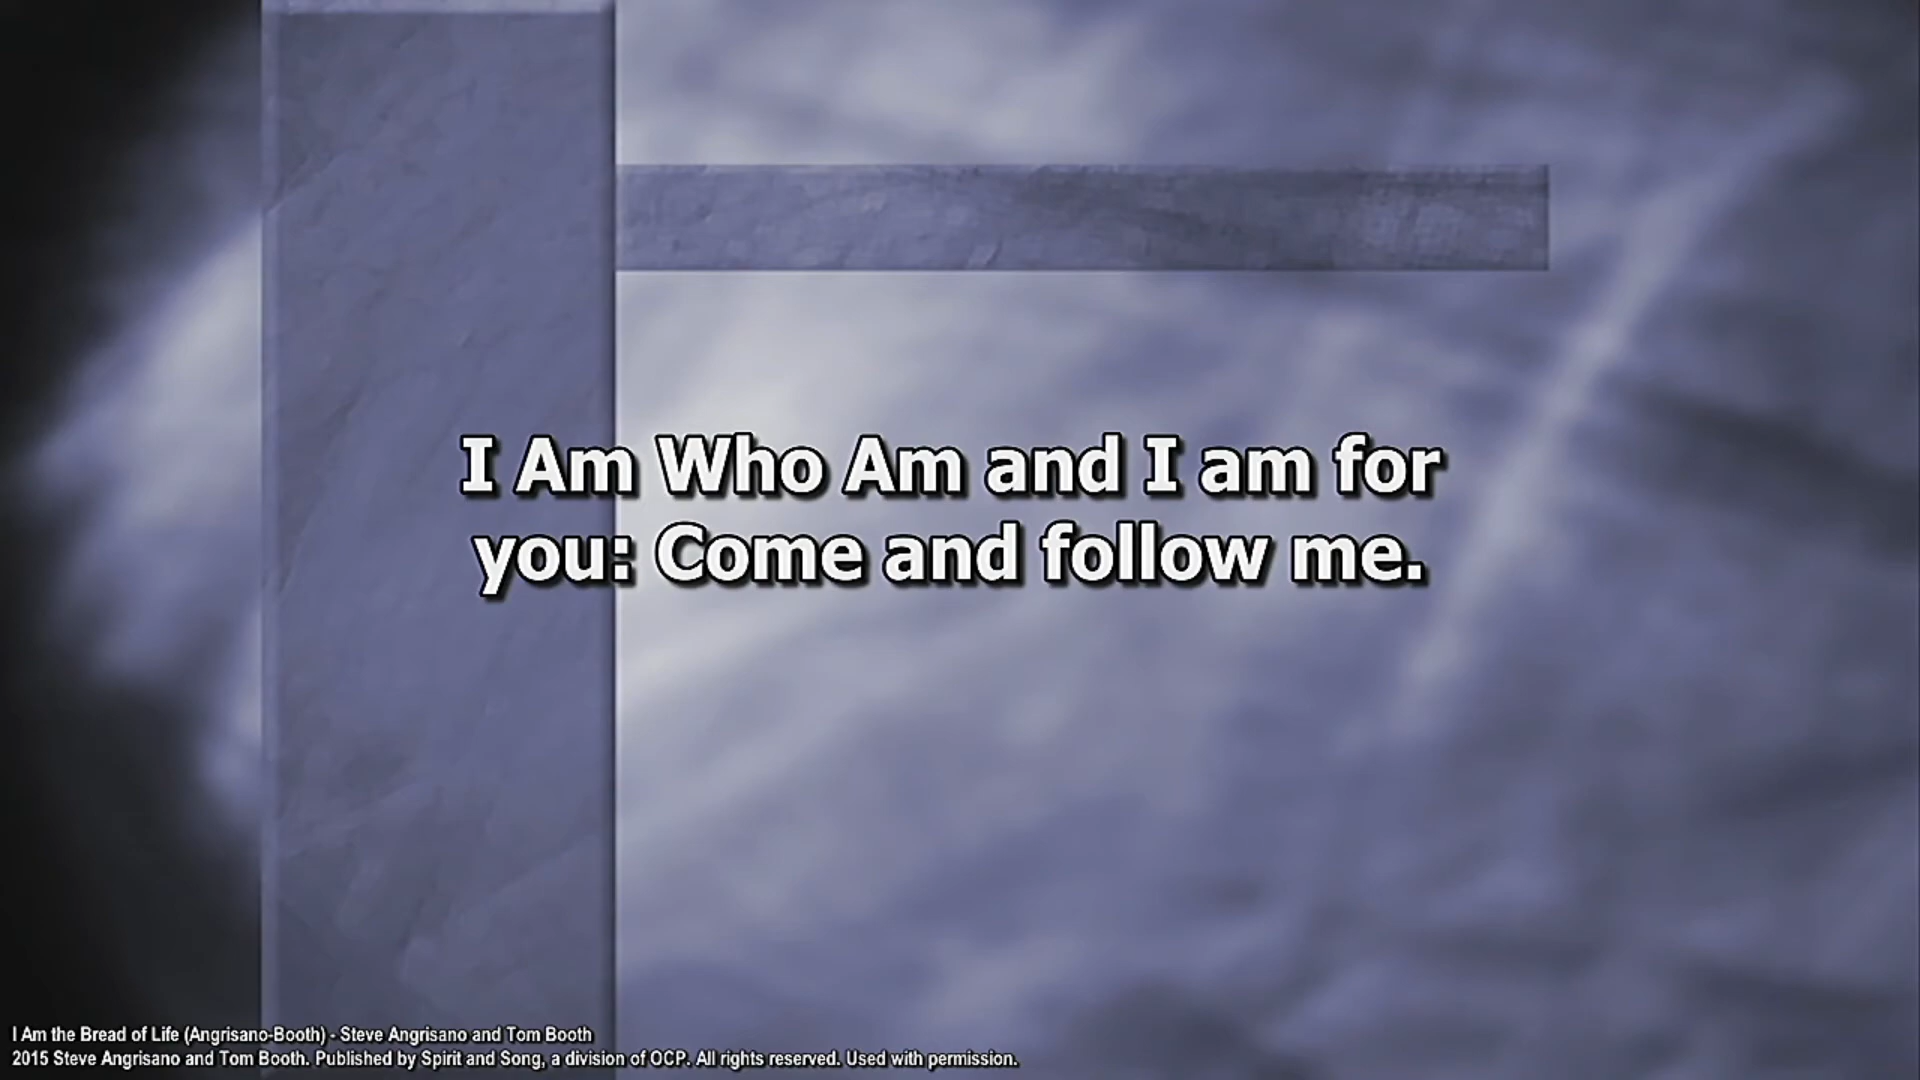 I Am Who Am and I am for
you: Come and follow me.
I Am the Bread of Life (Angrisano-Booth) - Steve Angrisano and Tom Booth
2015 Steve Angrisano and Tom Booth. Published by Spirit and Song, a division of OCP. All rights reserved. Used with permission.